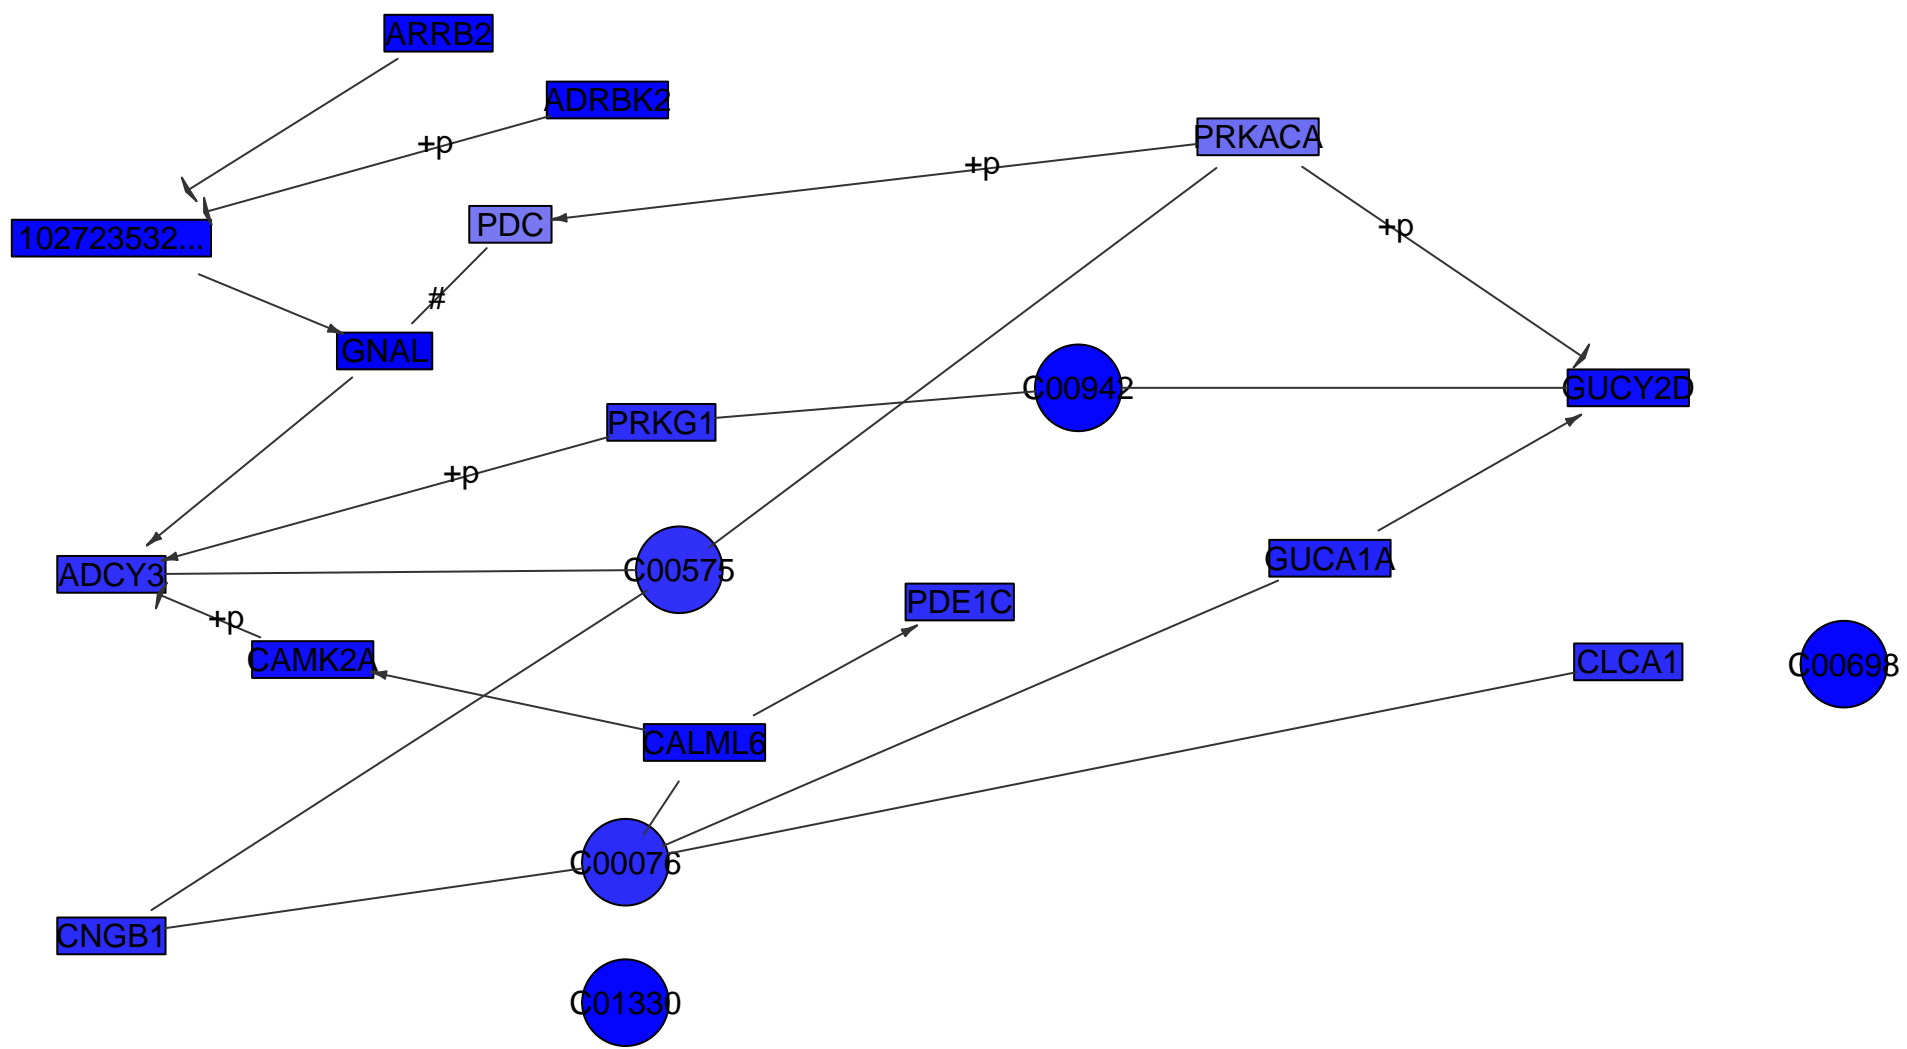 ARRB2
ADRBK2
+p
PRKACA
+p
102723532...
PDC
+p
#
GNAL
C00942
GUCY2D
PRKG1
+p
ADCY3
C00575
GUCA1A
PDE1C
+p
CAMK2A
CLCA1
C00698
CALML6
C00076
CNGB1
C01330